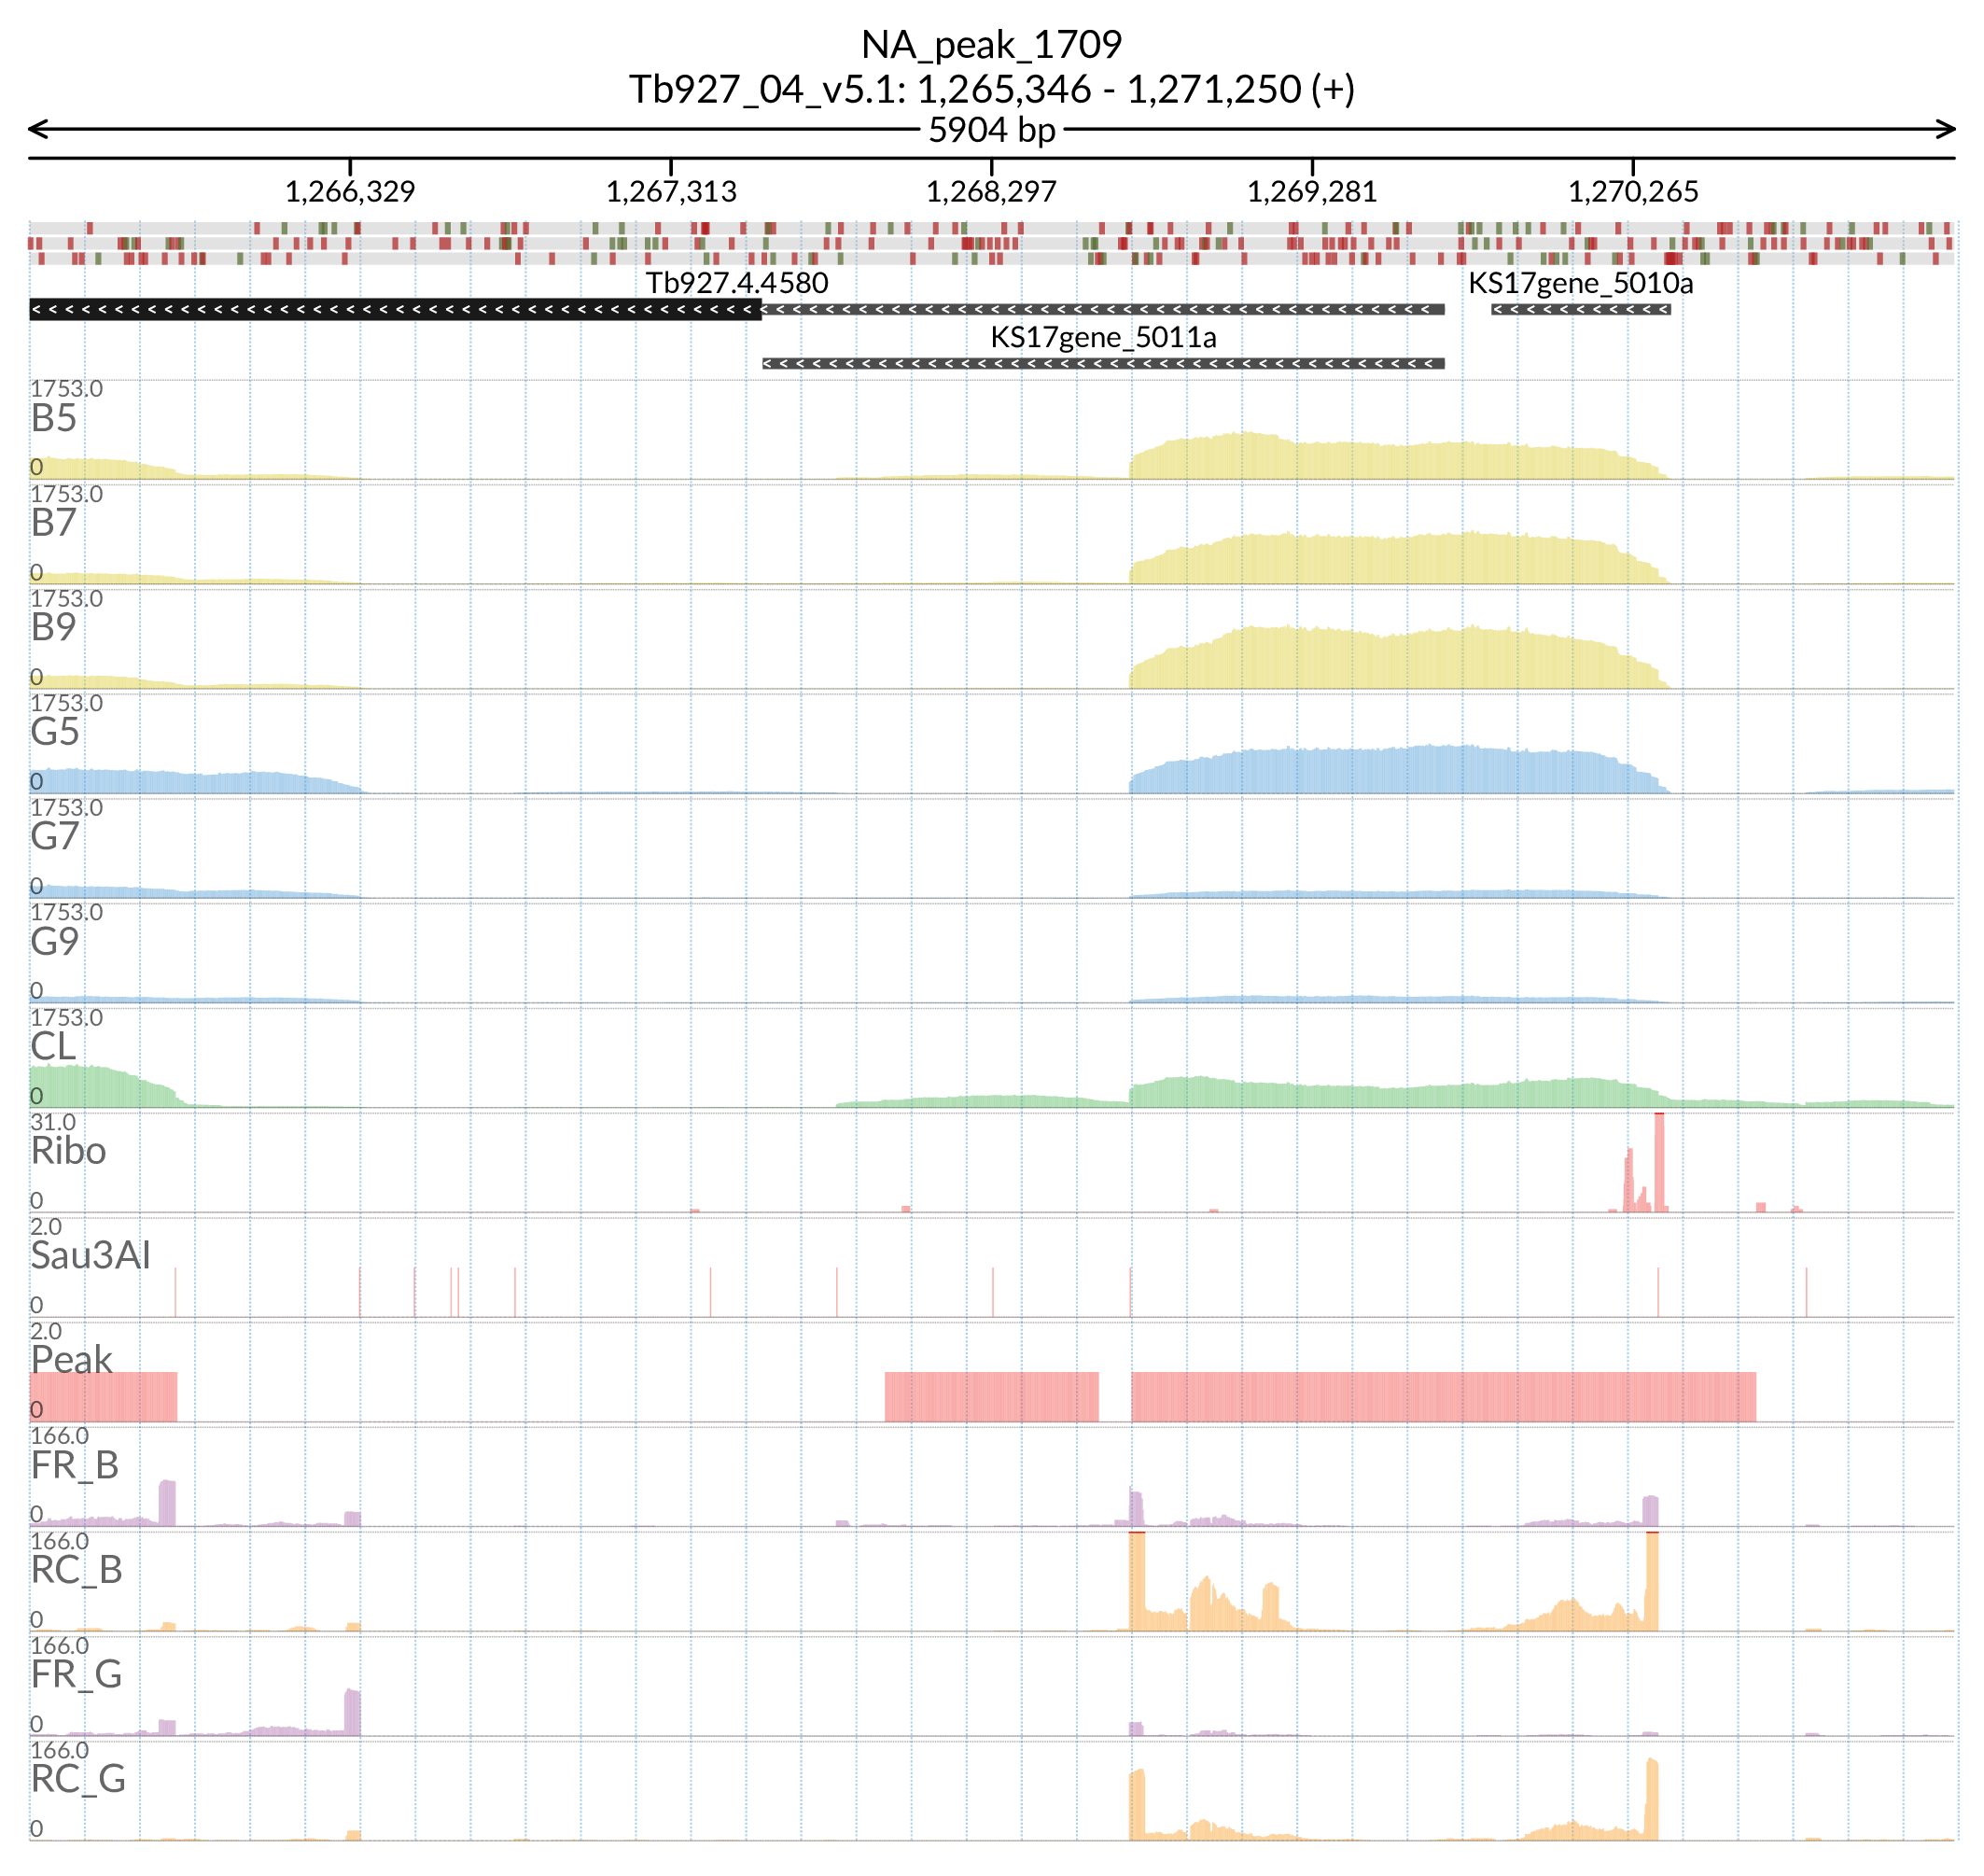 NA_peak_1709
Tb927_04_v5.1: 1,265,346 - 1,271,250 (+)
5904 bp
1,266,329 1,267,313 1,268,297 1,269,281 1,270,265
Tb927.4.4580 KS17gene_5010a
KS17gene_5011a
1753.0
B5
0
1753.0
B7
0
1753.0
B9
0
1753.0
G5
0
1753.0
G7
0
1753.0
G9
0
1753.0
CL
0
31.0
Ribo
0
2.0
Sau3AI
0
2.0
Peak
0
166.0
FR_B
0
166.0
RC_B
0
166.0
FR_G
0
166.0
RC_G
0